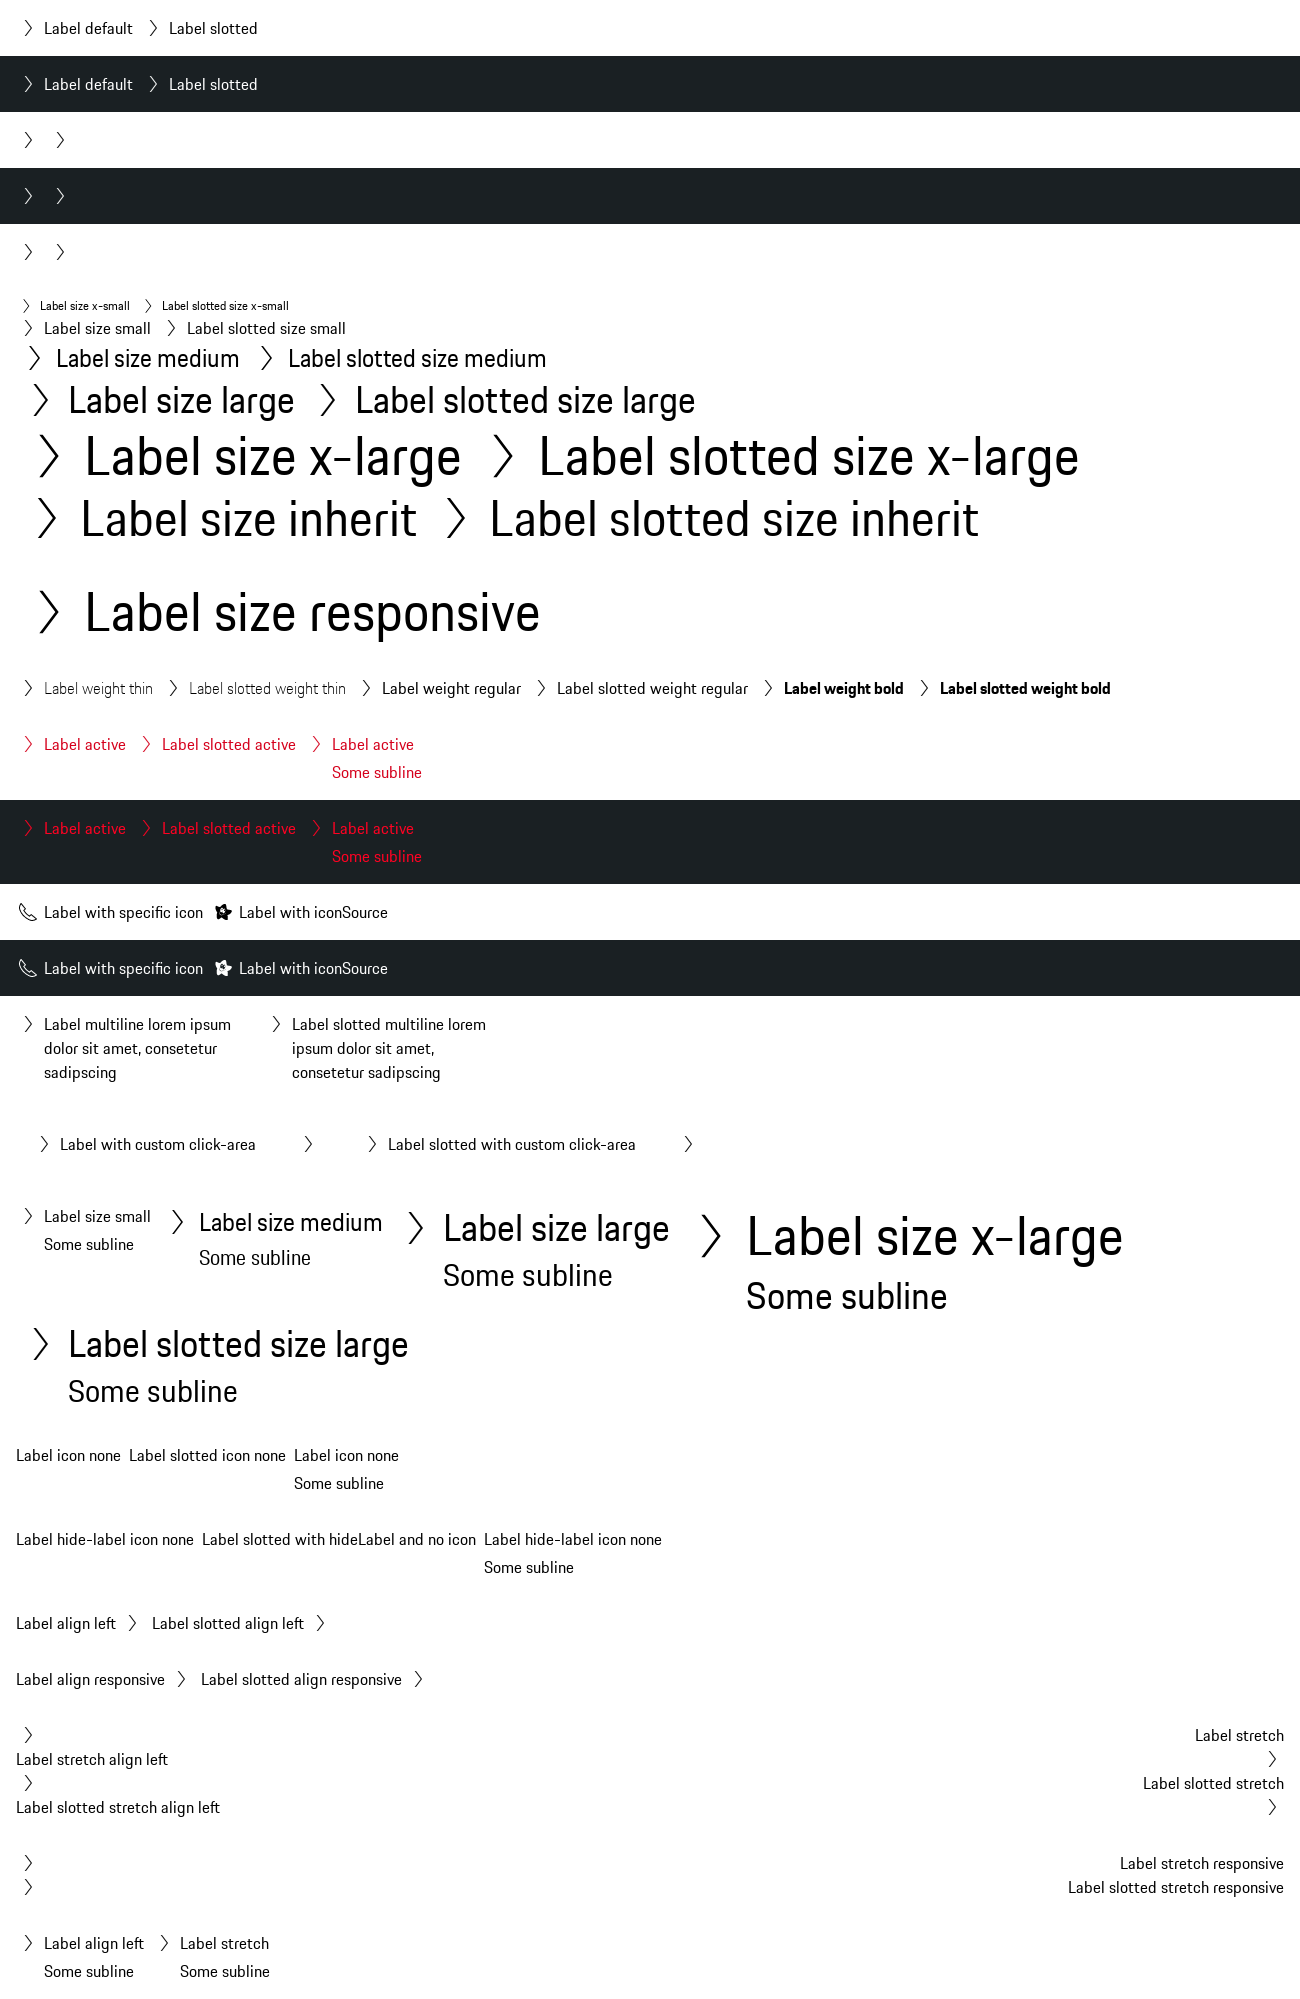 Label default Label slotted
Label default Label slotted
Label size x-small Label slotted size x-small
Label size small Label slotted size small
Label size medium Label slotted size medium
Label size large Label slotted size large
Label size x-large Label slotted size x-large
Label size inherit Label slotted size inherit
Label size responsive
Label weight thin Label slotted weight thin Label weight regular Label slotted weight regular Label weight bold Label slotted weight bold
Label active Label slotted active Label active
Some subline
Label active Label slotted active Label active
Some subline
Label with specific icon Label with iconSource
Label with specific icon Label with iconSource
Label multiline lorem ipsum
dolor sit amet, consetetur
sadipscing
Label slotted multiline lorem
ipsum dolor sit amet,
consetetur sadipscing
Label with custom click-area Label slotted with custom click-area
Label size small
Some subline
Label size medium
Some subline
Label size large
Some subline
Label size x-large
Some subline
Label slotted size large
Some subline
Label icon none Label slotted icon none Label icon none
Some subline
Label hide-label icon none Label slotted with hideLabel and no icon Label hide-label icon none
Some subline
Label align left Label slotted align left
Label align responsive Label slotted align responsive
Label stretch
Label stretch align left
Label slotted stretch
Label slotted stretch align left
Label stretch responsive
Label slotted stretch responsive
Label align left Label stretch
Some subline Some subline